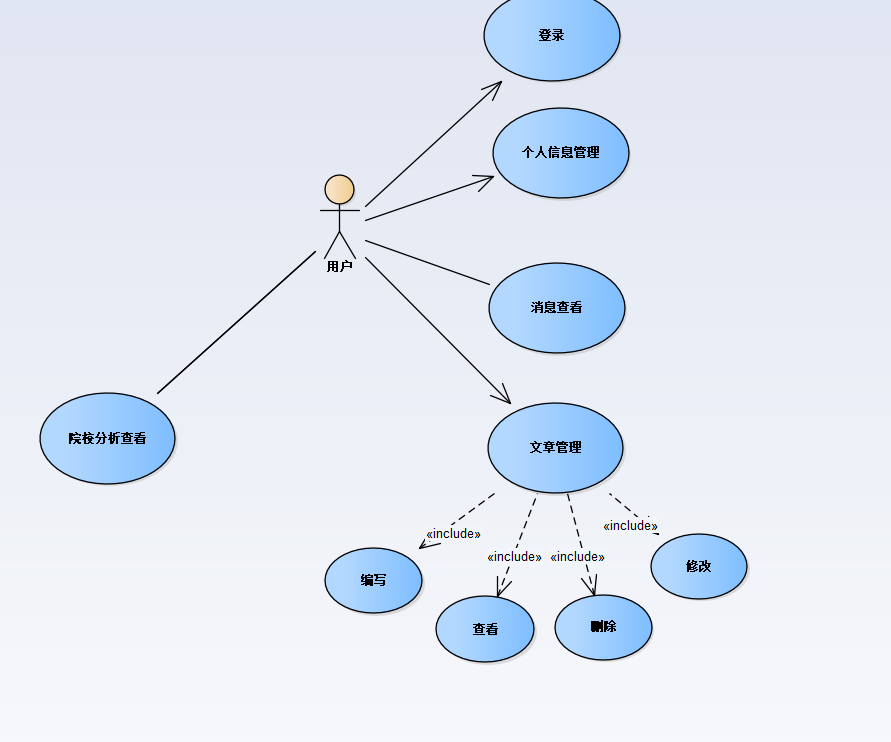 登录
个人信息管理
用户
消息查看
院校分析查看
文章管理
«include»
«include»
«include»
«include»
编写
查看
删除
修改